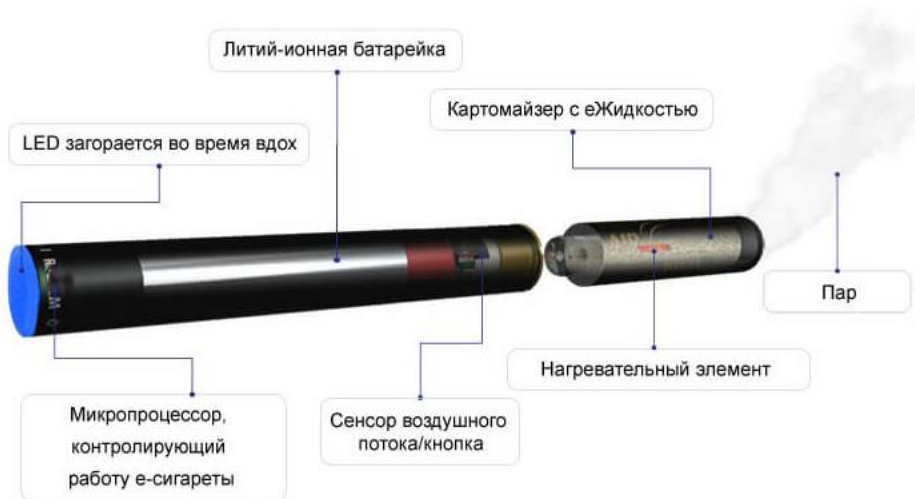 Литий-ионная батарейка
Картомайзер с еЖидкостью
LED загорается во время вдох
Пар
Нагревательный элемент
Микропроцессор,
контролирующий
работу е-сигареты
Сенсор воздушного
потока/кнопка